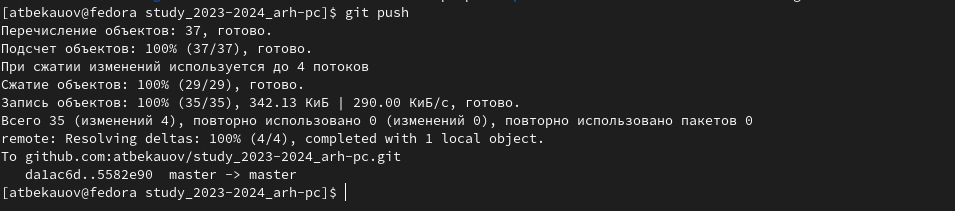 [atbekauov@fedora study_2023-2024_arh-pc]$ git push
Перечисление объектов: 37, готово.
Подсчет объектов: 100% (37/37), готово.
При сжатии изменений используется до 4 потоков
Сжатие объектов: 100% (29/29), готово.
Запись объектов: 100% (35/35), 342.13 КиБ | 290.00 КиБ/с, готово.
Всего 35 (изменений 4), повторно использовано 0 (изменений 0), повторно использовано пакетов 0
remote: Resolving deltas: 100% (4/4), completed with 1 local object.
To github.com:atbekauov/study_2023-2024_arh-pc.git
   da1ac6d..5582e90  master -> master
[atbekauov@fedora study_2023-2024_arh-pc]$